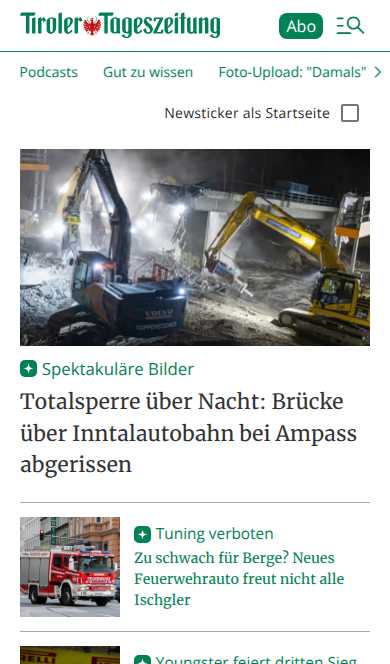 Tiroler Tageszeitung
Abo
Podcasts Gut zu wissen Foto-Upload: "Damals"
Newsticker als Startseite
VOLVO
Spektakuläre Bilder
Totalsperre über Nacht: Brücke
über Inntalautobahn bei Ampass
abgerissen
Tuning verboten
Zu schwach für Berge? Neues
Feuerwehrauto freut nicht alle
Ischgler
Youngster feiert dritten Sieg